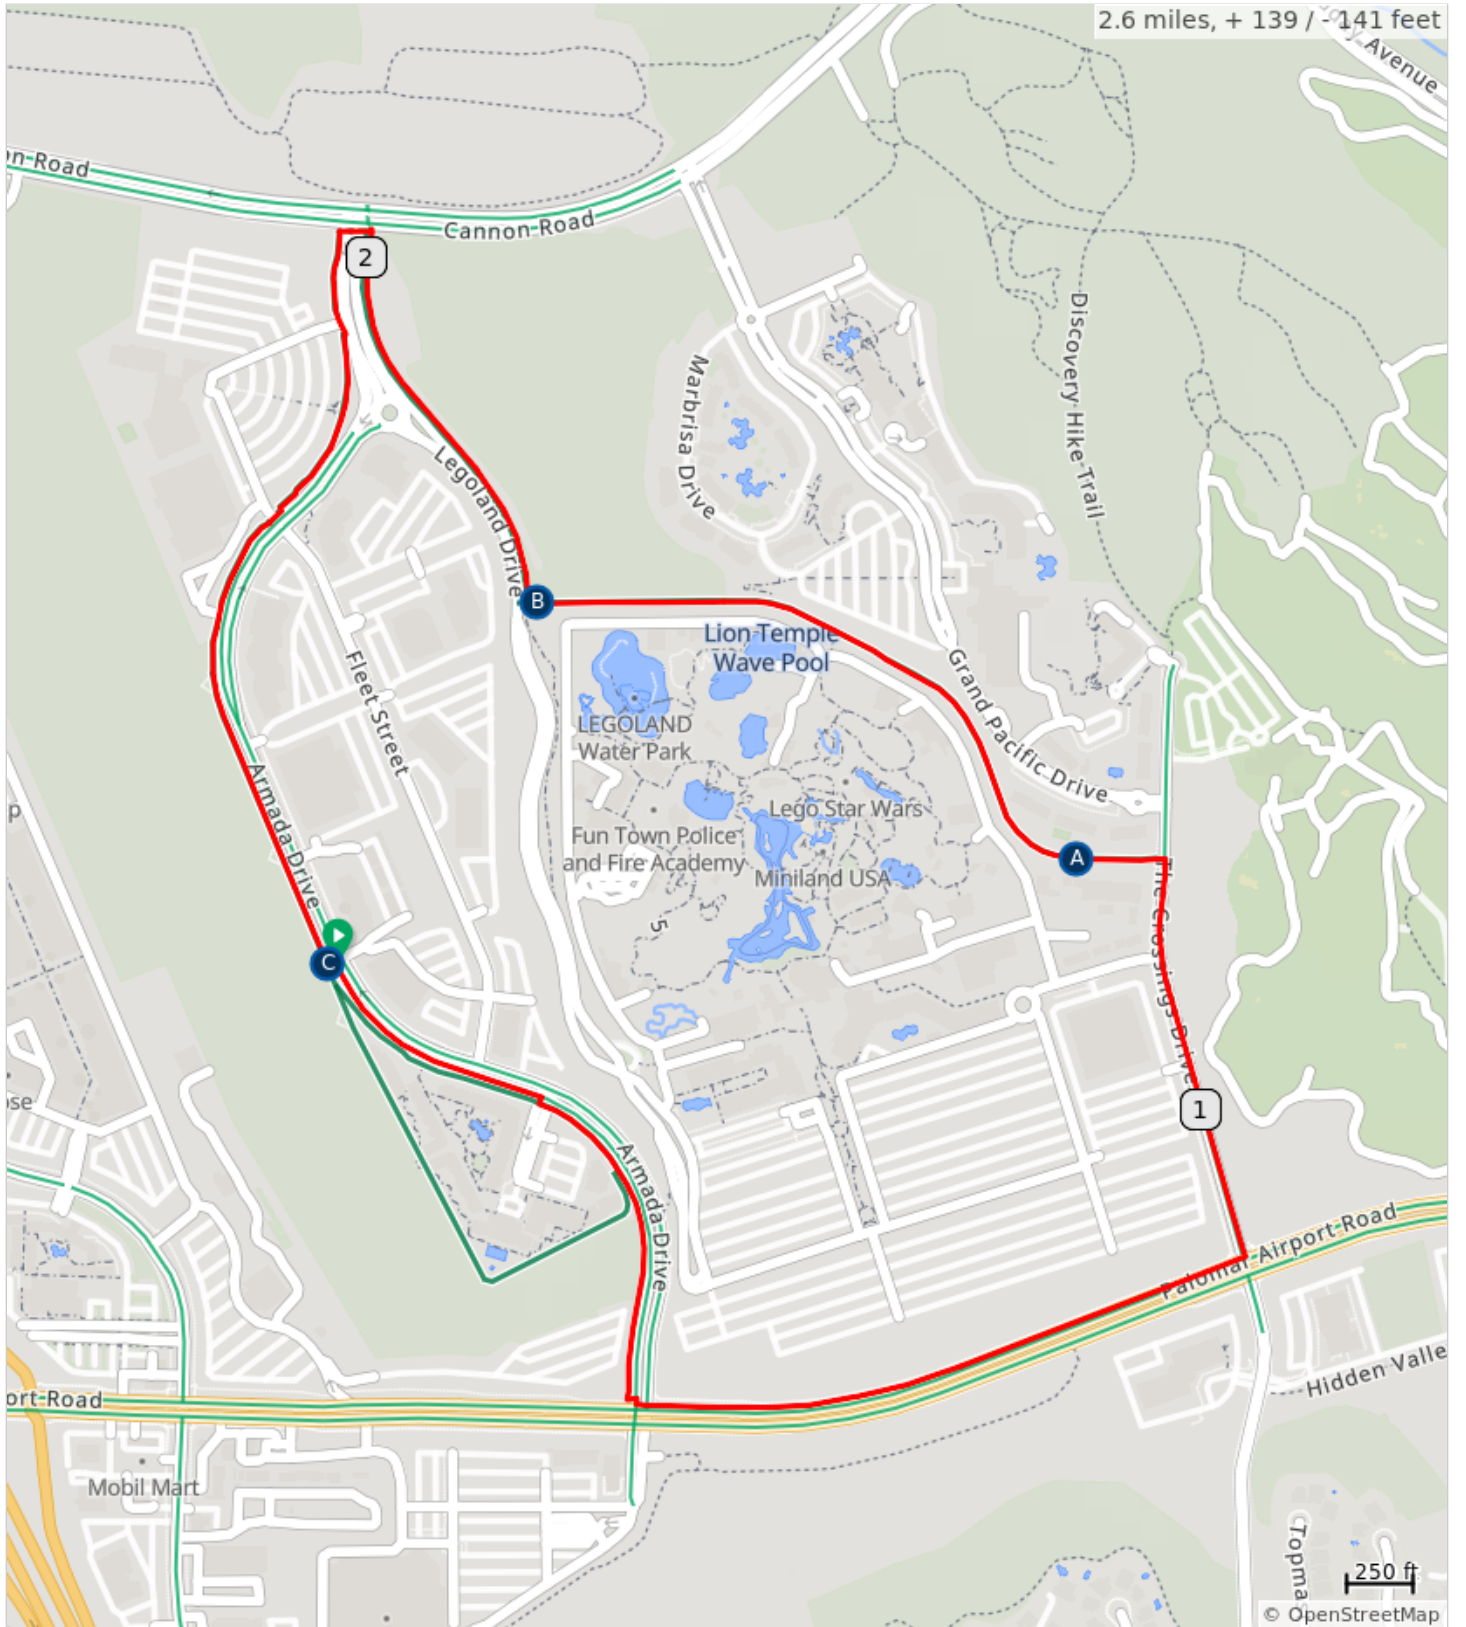 2.6 miles, + 139 / - 141 feet
Avenue
on-Road
2
Cannon Road
Discovery Hike Trail
Marbrisa Drive
Legoland Drive
B
Lion Temple
Wave Pool
Grand Pacific Drive
Fleet Street
LEGOLAND
Water Park
Armada Drive
Lego Star Wars
Fun Town Police
and Fire Academy
A
Miniland USA
p
The Crossings Drive
5
C
ose
1
Armada Drive
Palomar Airport Road
Hidden Valle
ort Road
Mobil Mart
Topma
250 ft
© OpenStreetMap